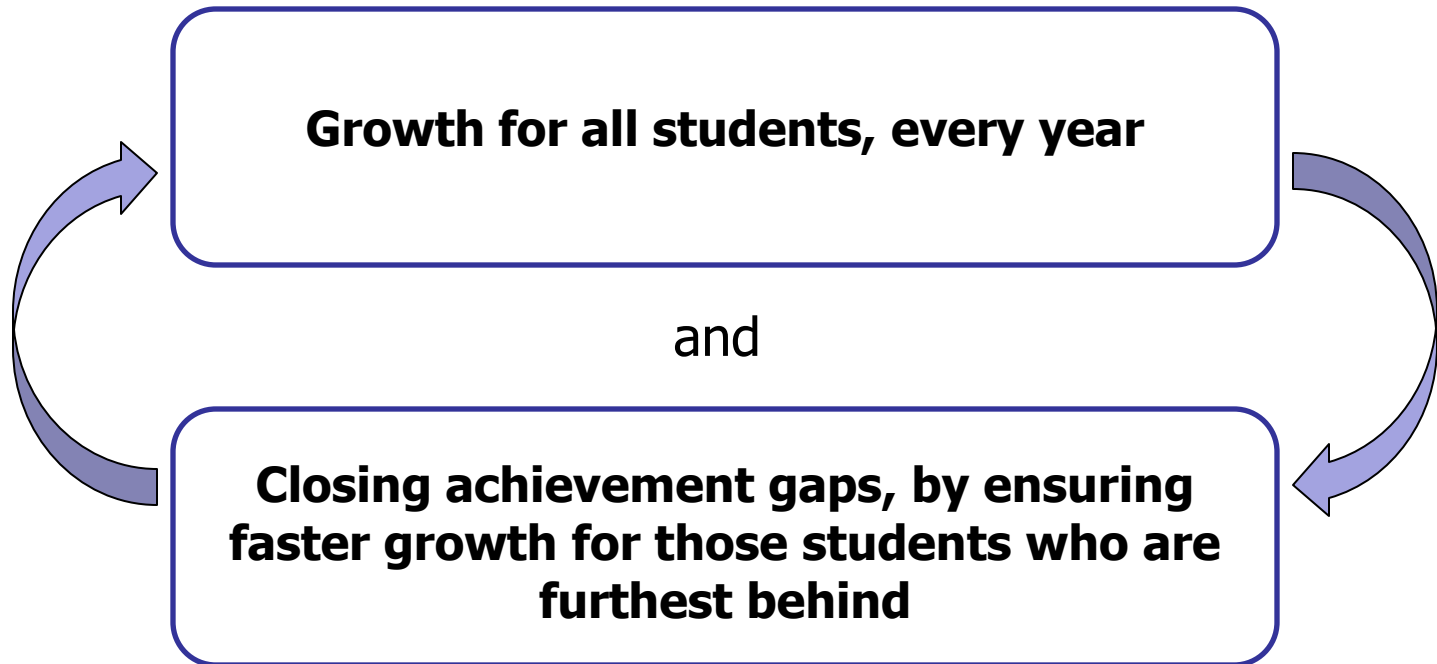 Growth for all students, every year
and
Closing achievement gaps, by ensuring
faster growth for those students who are
furthest behind